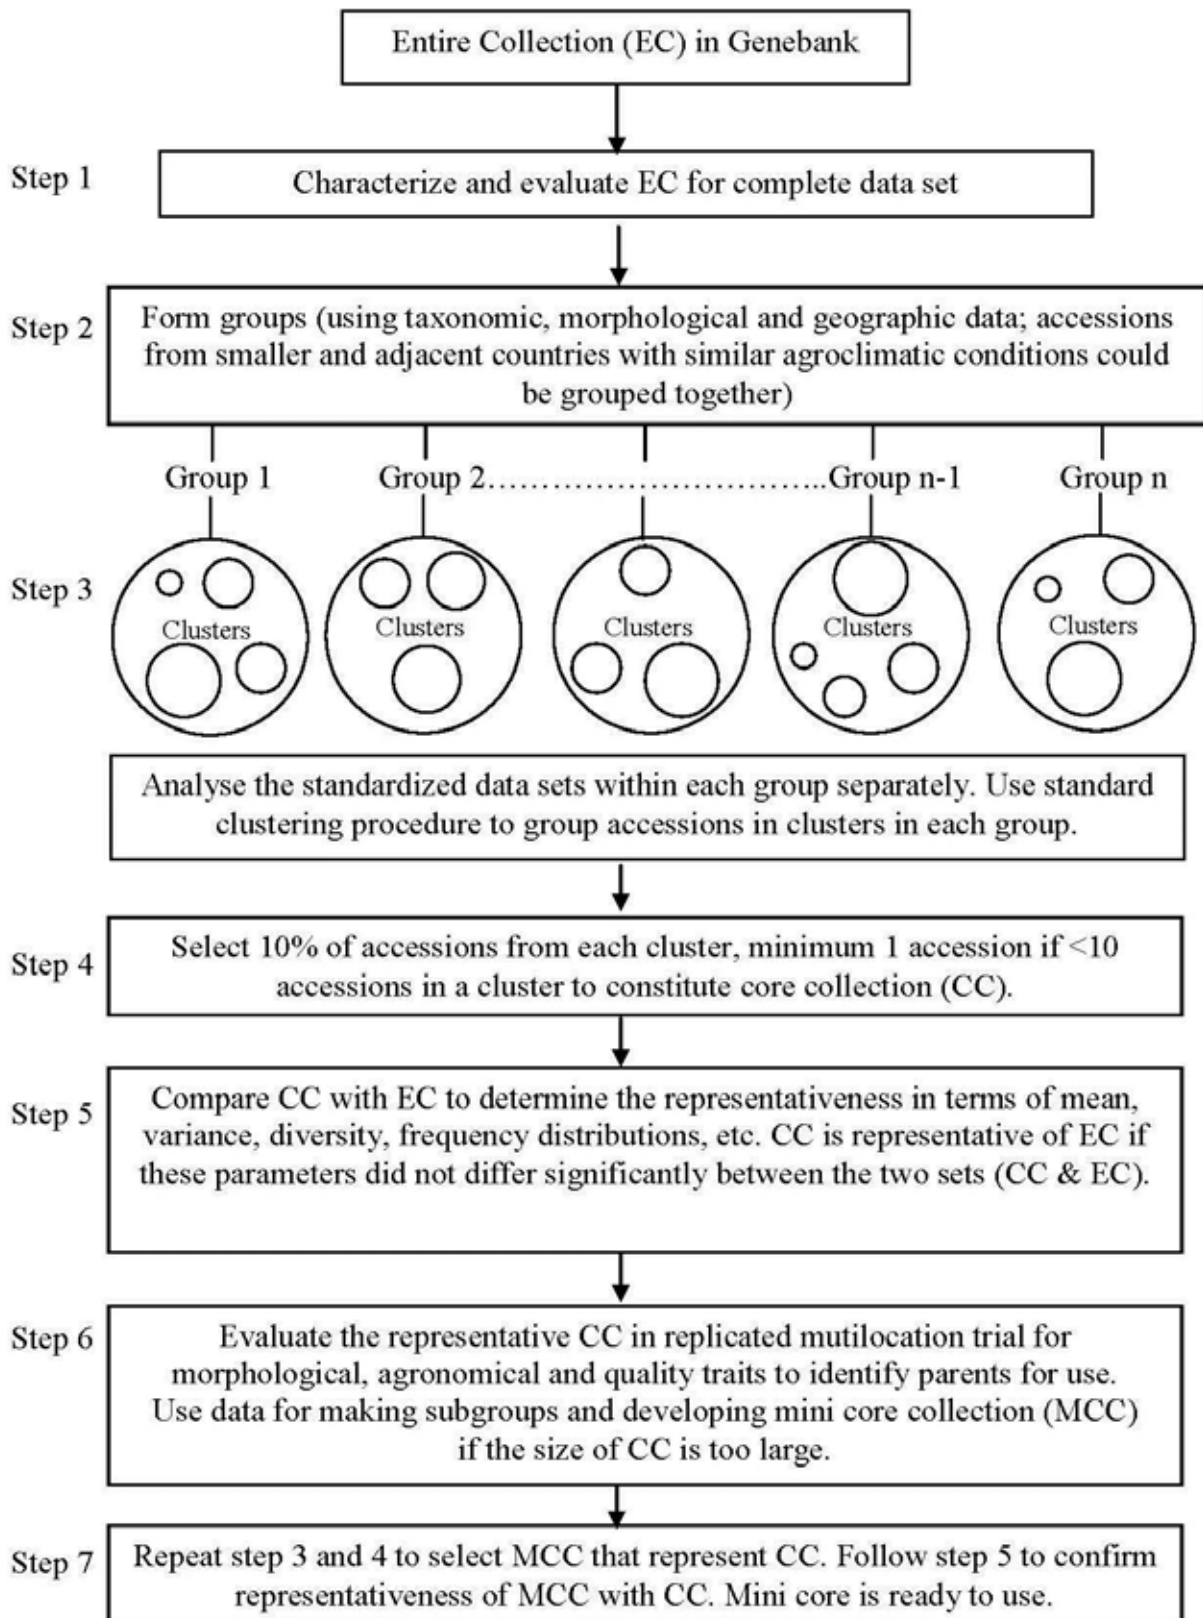 Entire Collection (EC) in Genebank
Step 1
Characterize and evaluate EC for complete data set
Step 2
Form groups (using taxonomic, morphological and geographic data; accessions
from smaller and adjacent countries with similar agroclimatic conditions could
be grouped together)
Group 1 Group 2……………………………..Group n-1 Group n
Step 3
Clusters Clusters Clusters Clusters Clusters
Analyse the standardized data sets within each group separately. Use standard
clustering procedure to group accessions in clusters in each group.
Step 4
Select 10% of accessions from each cluster, minimum 1 accession if <10
accessions in a cluster to constitute core collection (CC).
Step 5
Compare CC with EC to determine the representativeness in terms of mean,
variance, diversity, frequency distributions, etc. CC is representative of EC if
these parameters did not differ significantly between the two sets (CC & EC).
Step 6
Evaluate the representative CC in replicated mutilocation trial for
morphological, agronomical and quality traits to identify parents for use.
Use data for making subgroups and developing mini core collection (MCC)
if the size of CC is too large.
Step 7
Repeat step 3 and 4 to select MCC that represent CC. Follow step 5 to confirm
representativeness of MCC with CC. Mini core is ready to use.